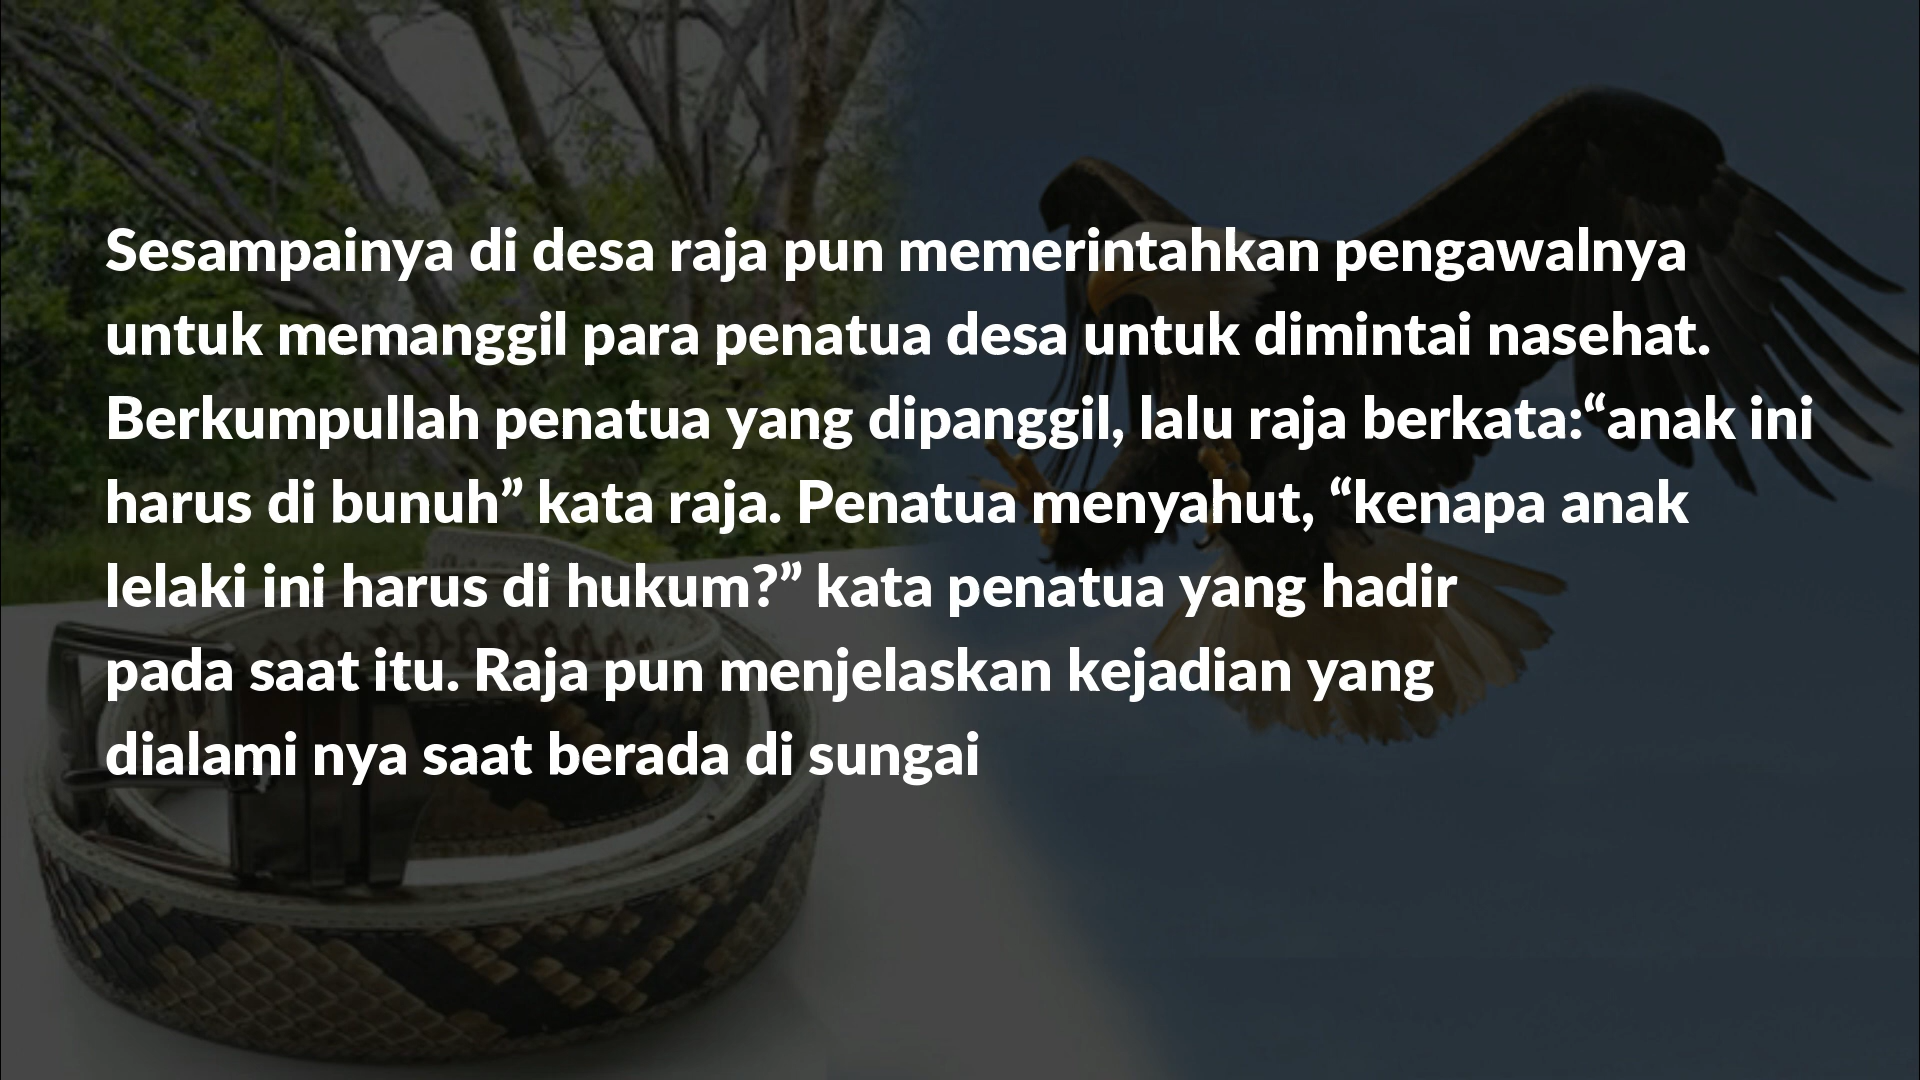 Sesampainya di desa raja pun memerintahkan pengawalnya
untuk memanggil para penatua desa untuk dimintai nasehat.
Berkumpullah penatua yang dipanggil, lalu raja berkata:“anak ini
harus di bunuh” kata raja. Penatua menyahut, “kenapa anak
lelaki ini harus di hukum?” kata penatua yang hadir
pada saat itu. Raja pun menjelaskan kejadian yang
dialami nya saat berada di sungai